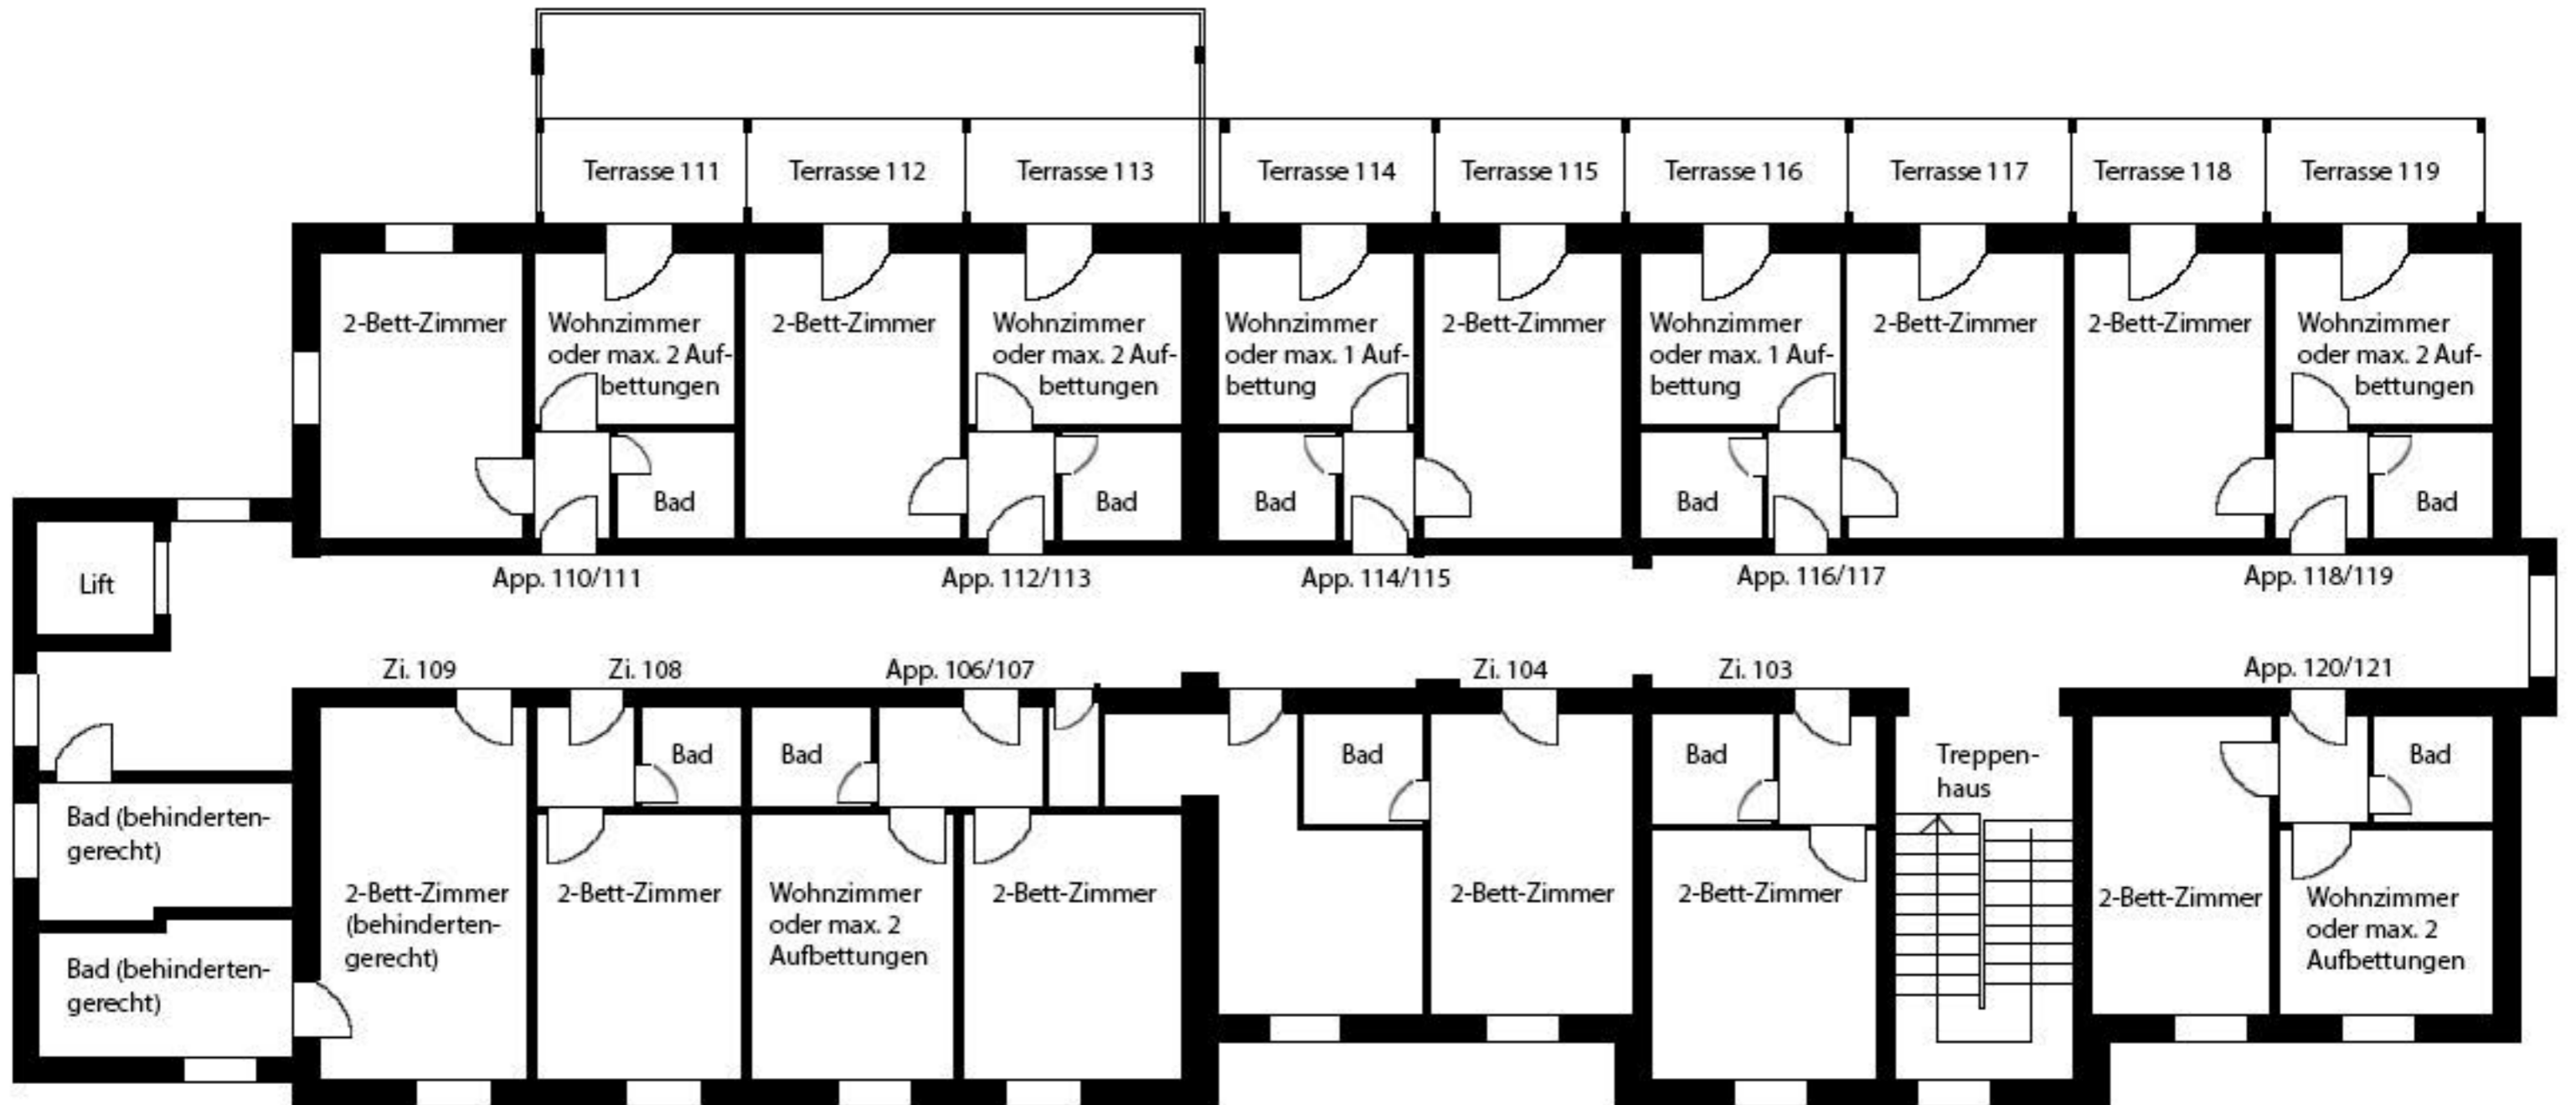 Terrasse 111
Terrasse 112
Terrasse 113
Terrasse 114
Terrasse 115
Terrasse 116
Terrasse 117
Terrasse 118
Terrasse 119
2-Bett-Zimmer
Wohnzimmer
oder max. 2 Auf-
bettungen
2-Bett-Zimmer
Wohnzimmer
oder max. 2 Auf-
bettungen
Wohnzimmer
oder max. 1 Auf-
bettung
2-Bett-Zimmer
Wohnzimmer
oder max. 1 Auf-
bettung
2-Bett-Zimmer
2-Bett-Zimmer
Wohnzimmer
oder max. 2 Auf-
bettungen
Bad
Bad
Bad
Bad
Bad
Lift
App. 110/111
App. 112/113
App. 114/115
App. 116/117
App. 118/119
Zi. 109
Zi. 108
App. 106/107
Zi. 104
Zi. 103
App. 120/121
Bad
Bad
Bad
Bad
Treppen-
haus
Bad
Bad (behinderten-
gerecht)
2-Bett-Zimmer
(behinderten-
gerecht)
2-Bett-Zimmer
Wohnzimmer
oder max. 2
Aufbettungen
2-Bett-Zimmer
2-Bett-Zimmer
2-Bett-Zimmer
2-Bett-Zimmer
Wohnzimmer
oder max. 2
Aufbettungen
Bad (behinderten-
gerecht)